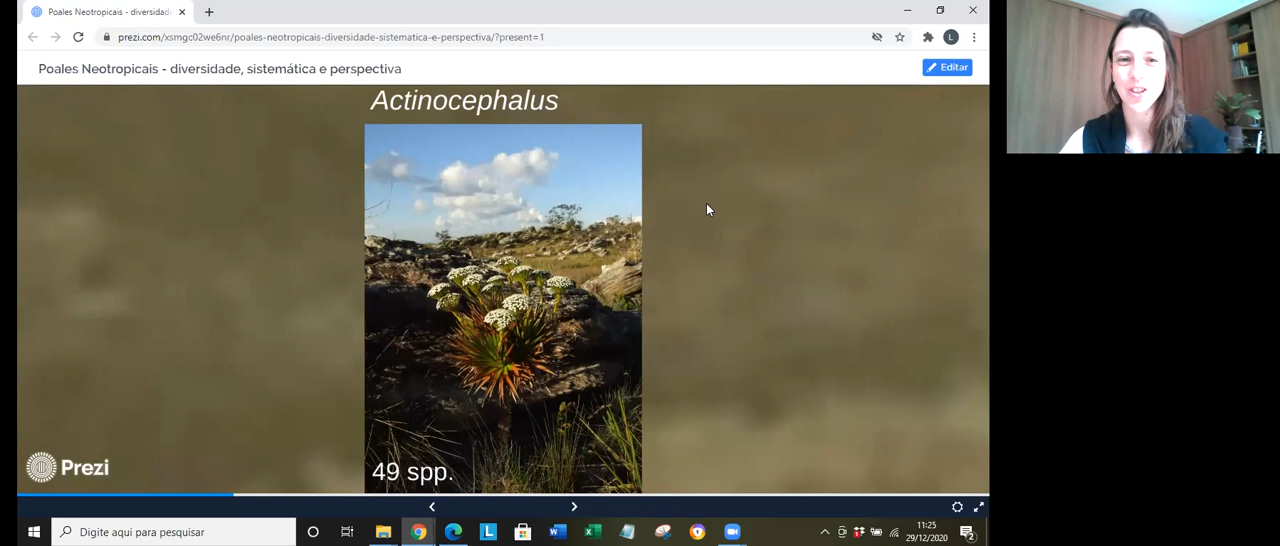 Poales Neotropicais - diversidade
prezi.com/xsmgc02we6nr/poales-neotropicais-diversidade-sistematica-e-perspectiva/?present=1
L
Poales Neotropicais - diversidade, sistemática e perspectiva
Editar
Actinocephalus
49 spp.
Prezi
Digite aqui para pesquisar
L
11:25
29/12/2020
2